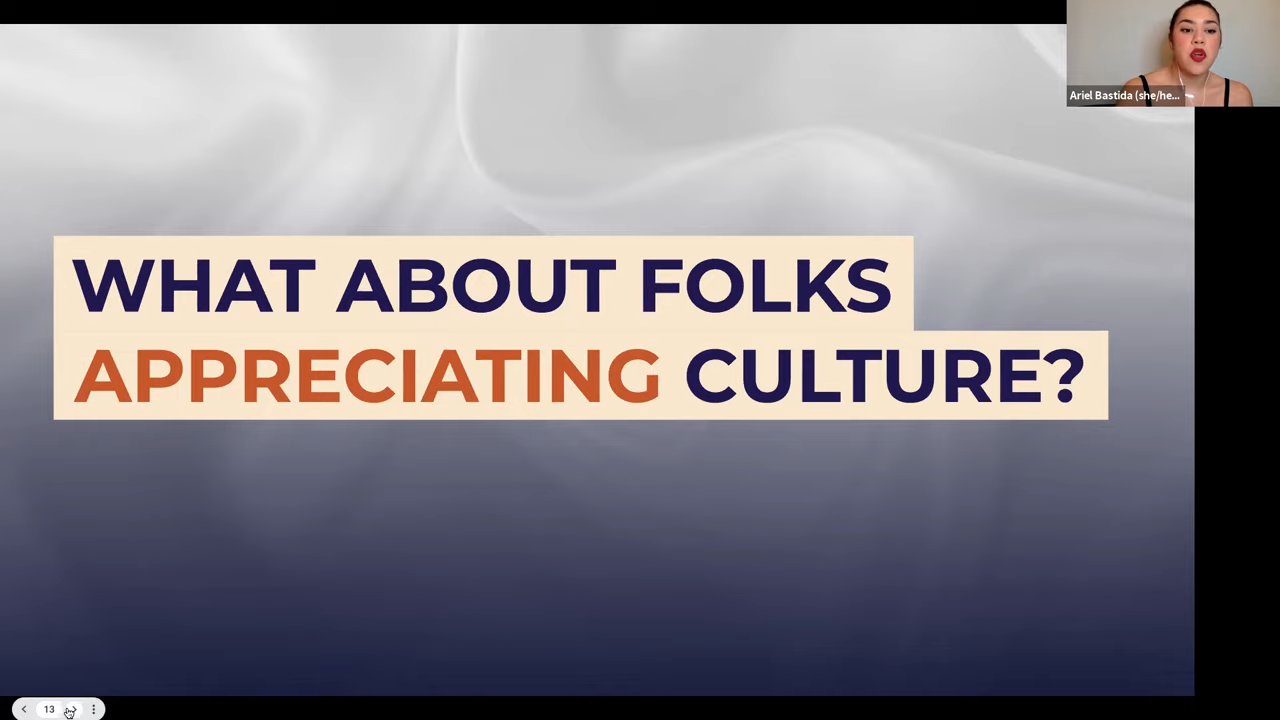 Ariel Bastida (she/he...
WHAT ABOUT FOLKS
APPRECIATING CULTURE?
13